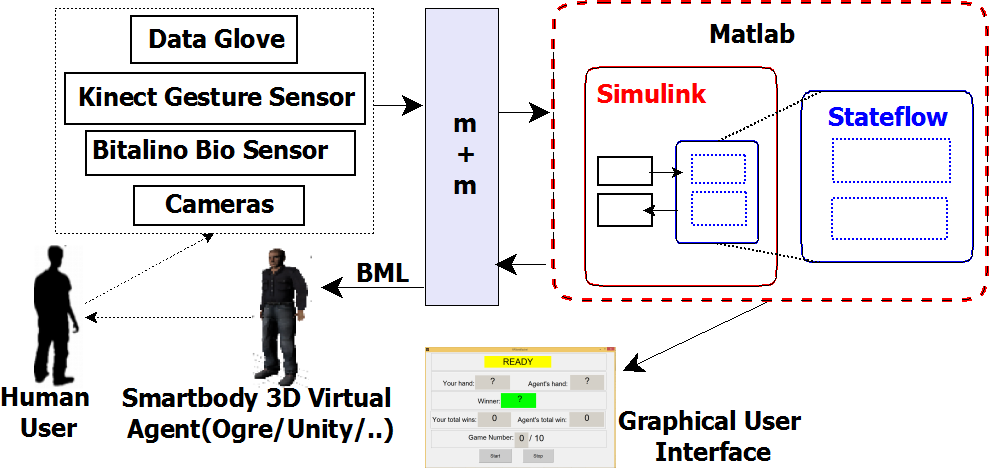 Data Glove
Kinect Gesture Sensor
Bitalino Bio Sensor
Cameras
m
+
m
Matlab
Simulink
Stateflow
BML
Human
User
Smartbody 3D Virtual
Agent(Ogre/Unity/..)
READY
Your hand: ? Agent's hand: ?
Winner: ?
Your total wins: 0 Agent's total win: 0
Game Number: 0 / 10
Start Stop
Graphical User
Interface